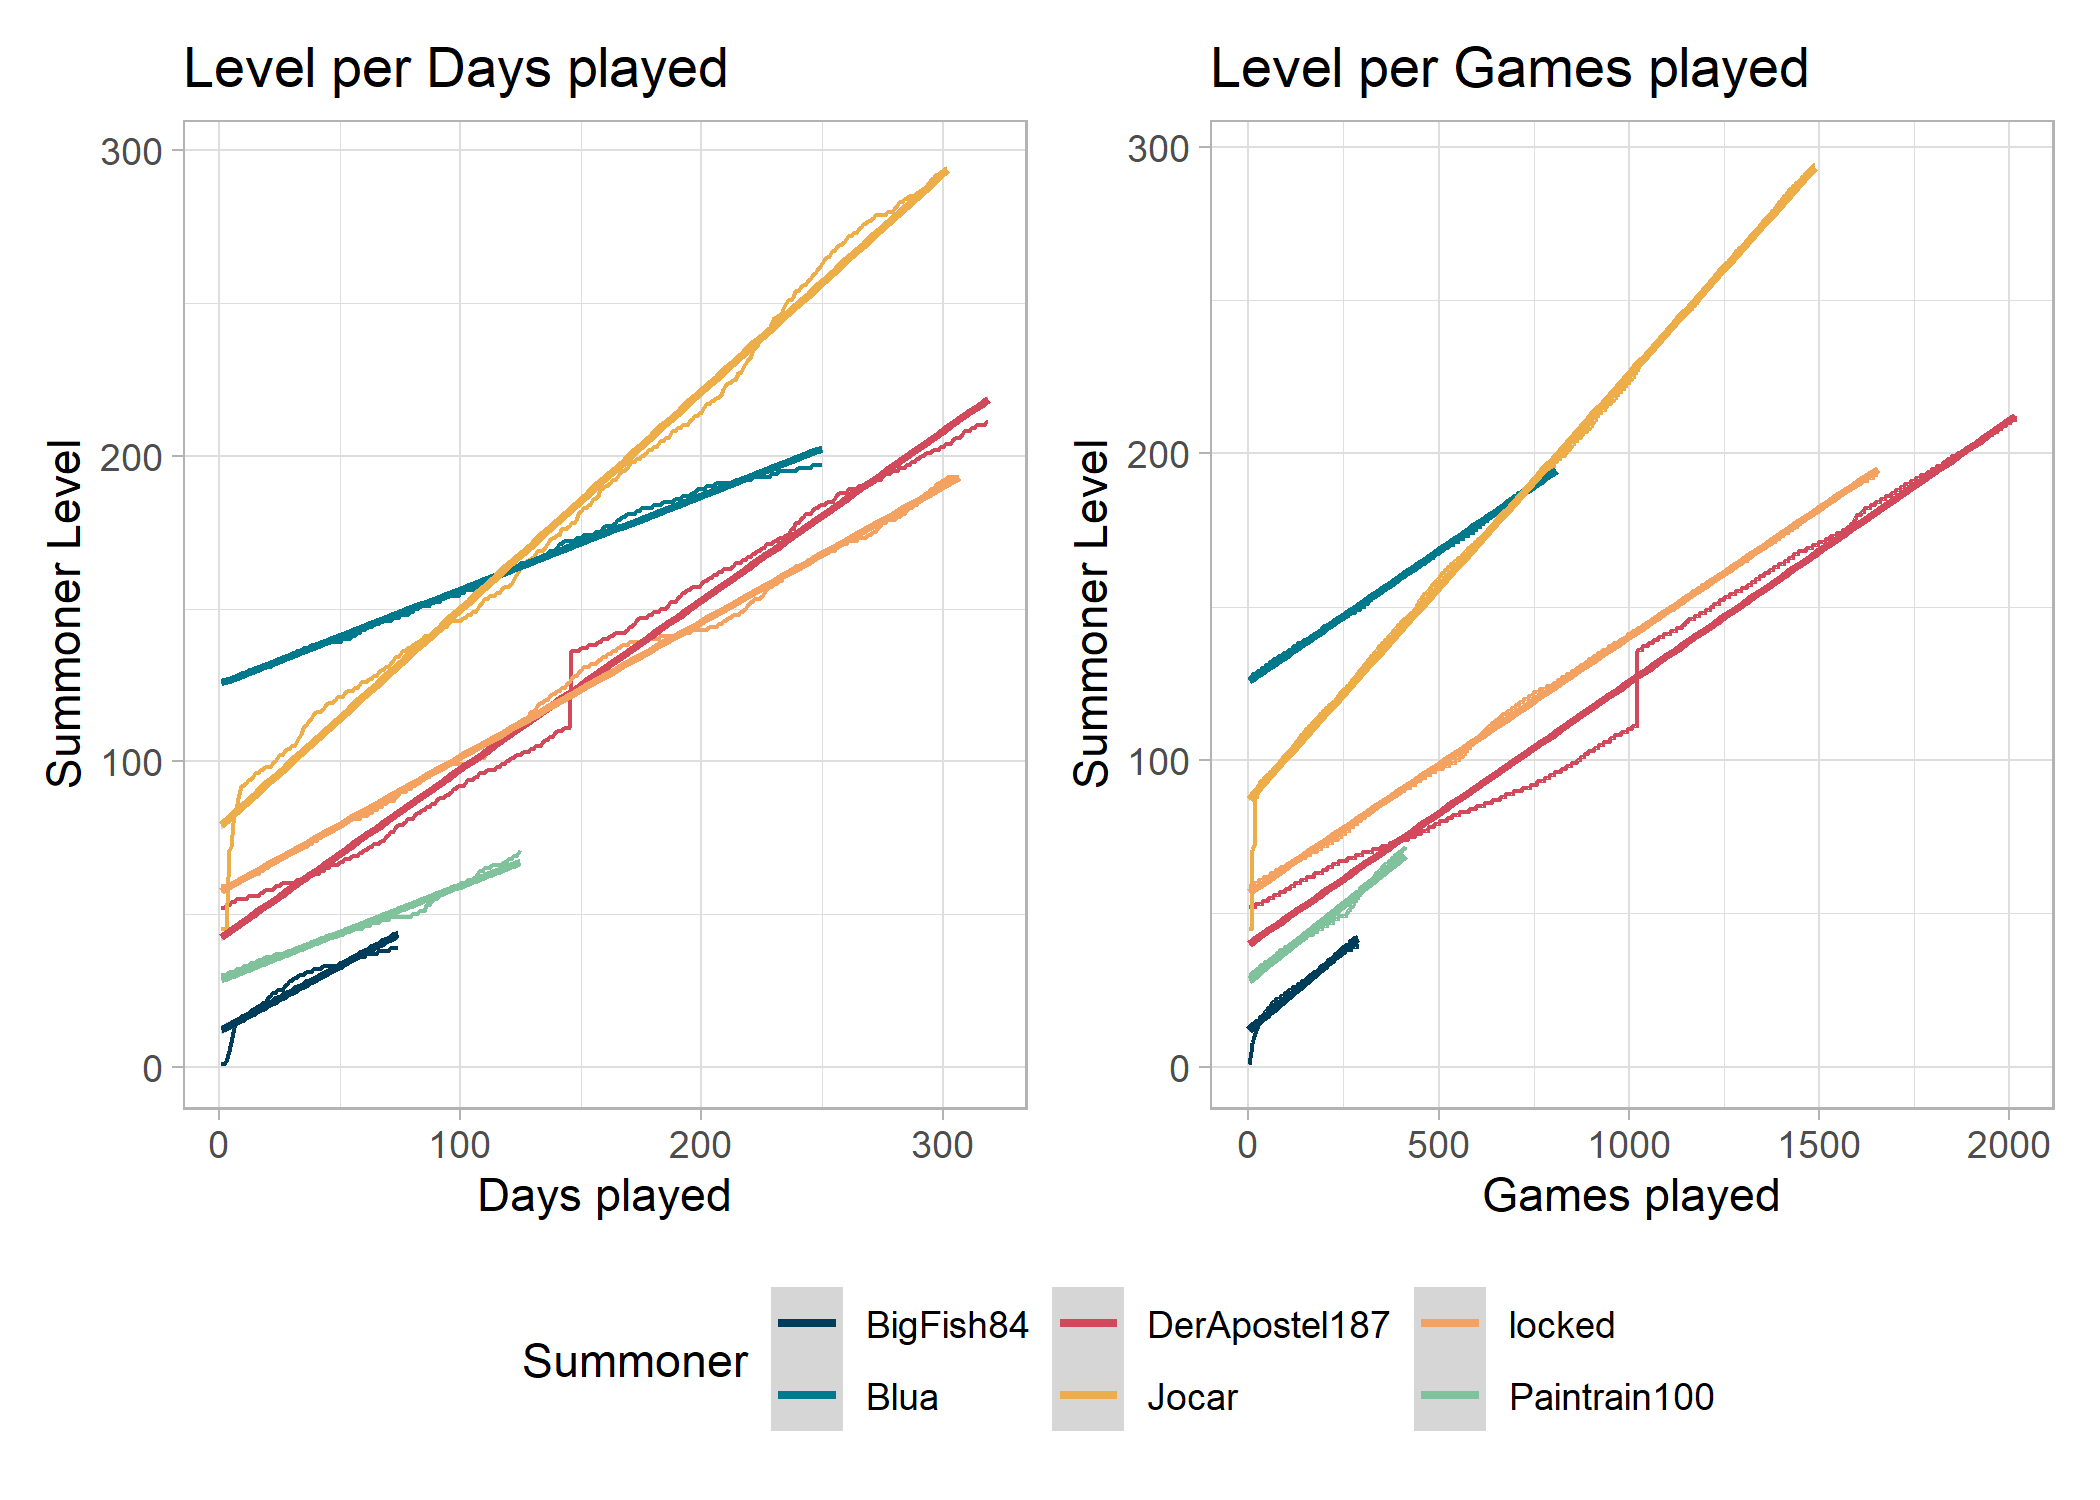 Level per Days played
Level per Games played
Summoner Level
300
200
100
0
0 100 200 300
Days played
Summoner Level
300
200
100
0
0 500 1000 1500 2000
Games played
Summoner
BigFish84
DerApostel187
locked
Blua
Jocar
Paintrain100